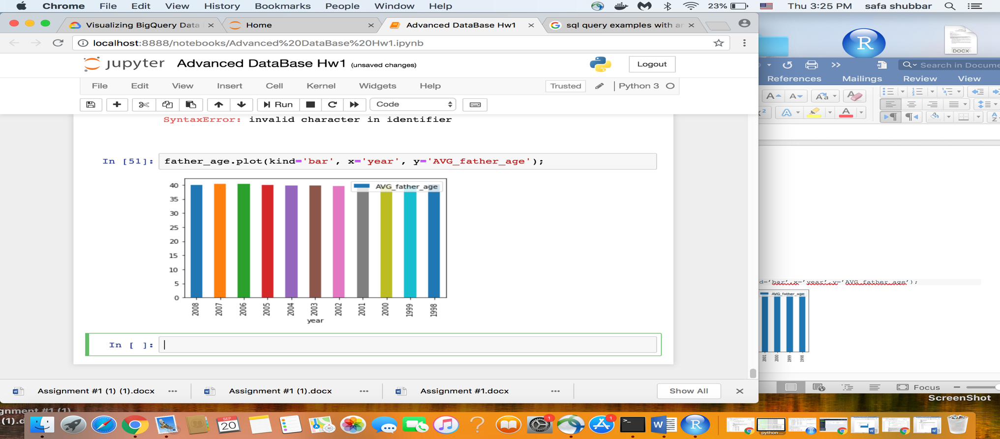 Chrome File Edit View History Bookmarks People Window Help 23% Thu 3:25 PM safa shubbar
Visualizing BigQuery Data
Home
Advanced DataBase Hw1
sql query examples with
localhost:8888/notebooks/Advanced%20DataBase%20Hw1.ipynb
jupyter Advanced DataBase Hw1 (unsaved changes)
Logout
File Edit View Insert Cell Kernel Widgets Help
Trusted
Python 3
Run
Code
SyntaxError: invalid character in identifier
In [51]: father_age.plot(kind='bar', x='year', y='AVG_father_age');
AVG_father_age
40
35
30
25
20
15
10
5
0
2008 2007 2006 2005 2004 2003 2002 2001 2000 1999 1998
year
In [ ]:
Assignment #1 (1) (1).docx
Assignment #1 (1).docx
Assignment #1.docx
Show All
R
DOCX
Search in Docume
References Mailings Review View
d='bar',x='year',y='AVG_father_age');
AVG_father_age
2001 2000 1999 1998
Focus
ScreenShot
gnment #1 (1)
(1).d
SEP
20
3D
1
1
W
R
python ...